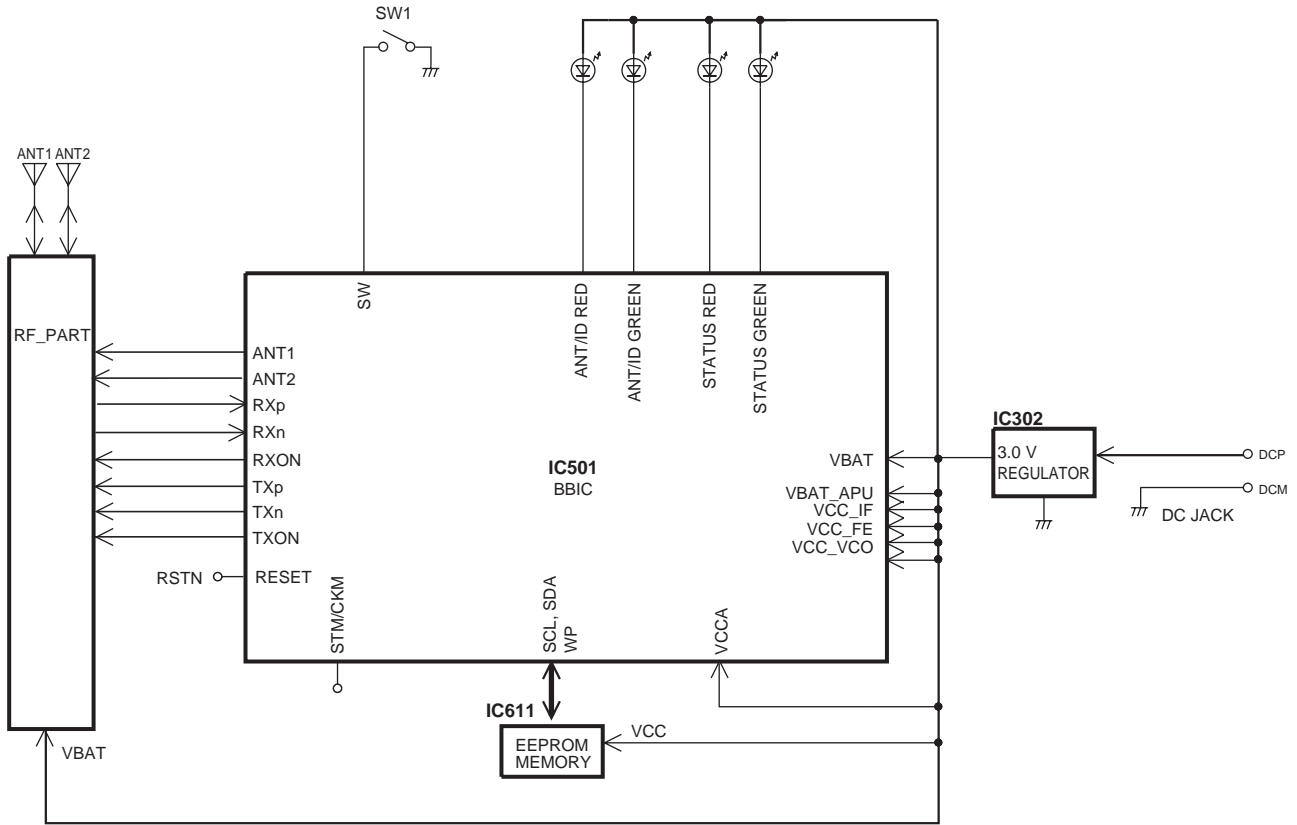 SW1
ANT1 ANT2
RF_PART
SW
ANT/ID RED
ANT/ID GREEN
STATUS RED
STATUS GREEN
ANT1
ANT2
RXp
RXn
RXON
TXp
TXn
TXON
RSTN
RESET
STM/CKM
IC501
BBIC
SCL, SDA
WP
VCCA
VBAT
VBAT_APU
VCC_IF
VCC_FE
VCC_VCO
IC302
3.0 V
REGULATOR
DCP
DCM
DC JACK
IC611
EEPROM
MEMORY
VCC
VBAT